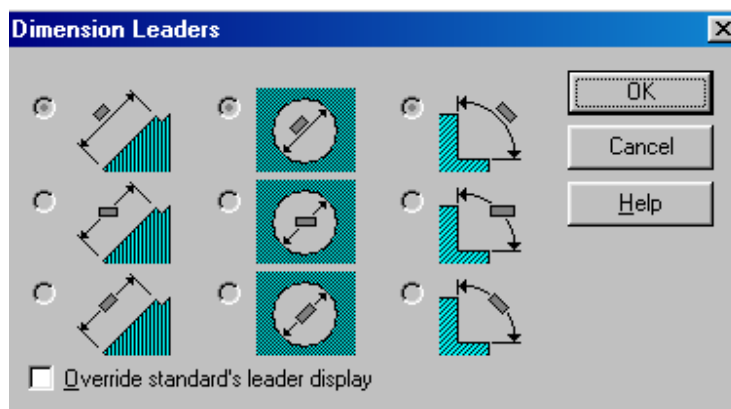 Dimension Leaders
OK
Cancel
Help
Override standard's leader display